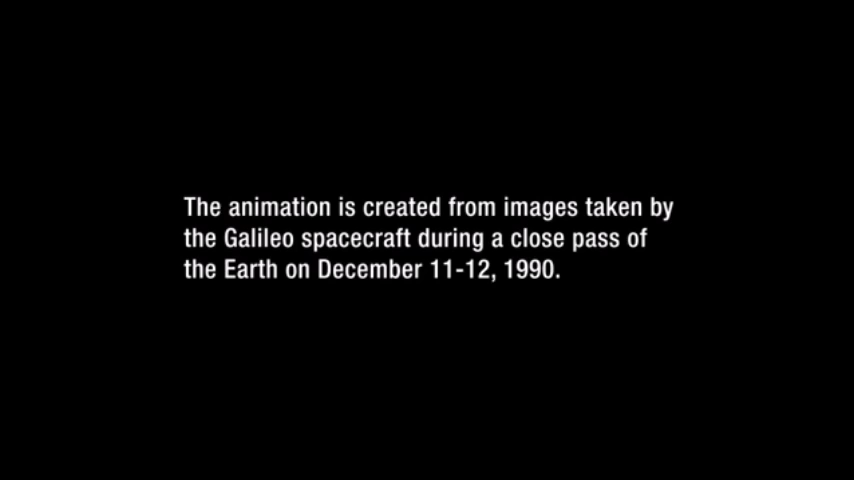 The animation is created from images taken by
the Galileo spacecraft during a close pass of
the Earth on December 11-12, 1990.